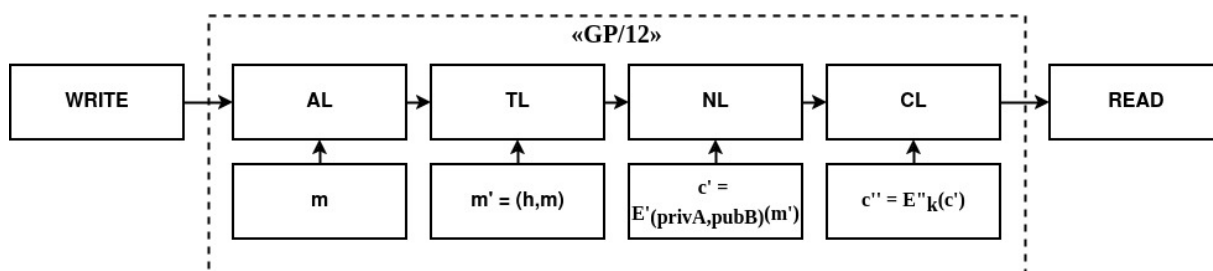 «GP/12»
WRITE
AL
TL
NL
CL
READ
m
m' = (h,m)
c' =
E'(privA,pubB)(m')
c'' = E''k(c')